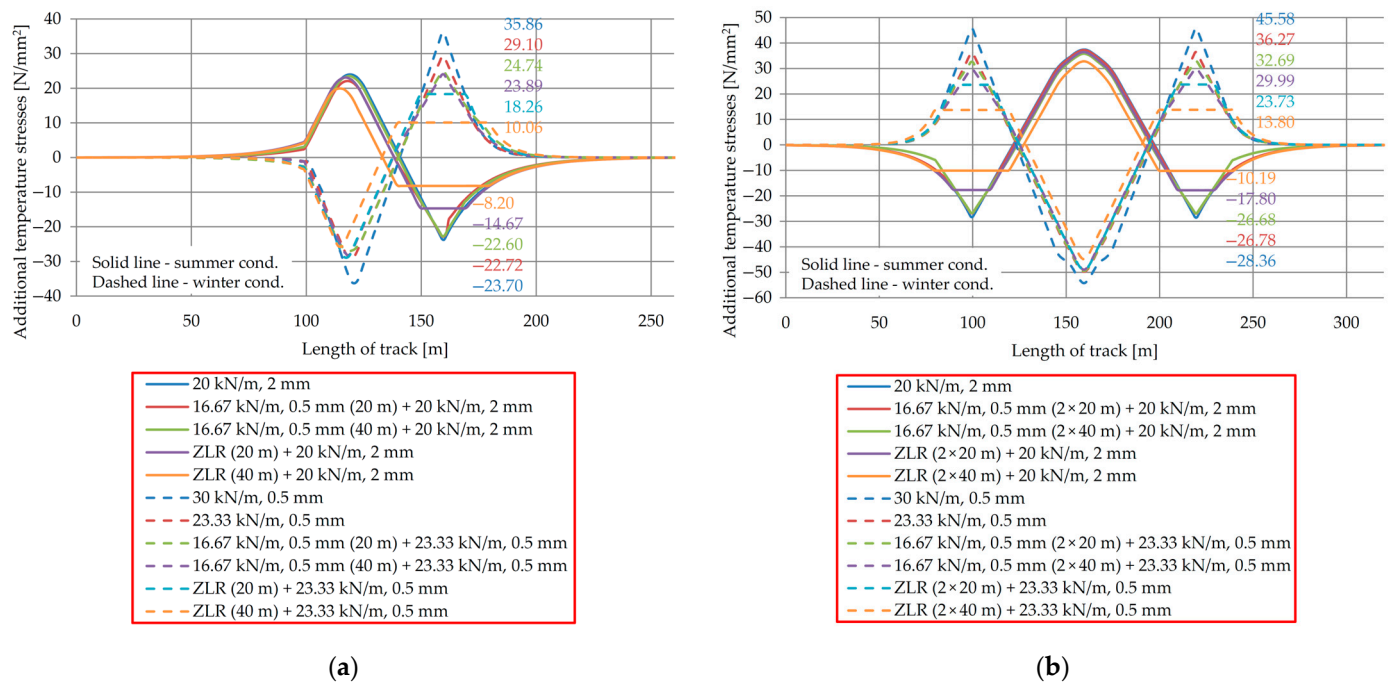 Additional temperature stresses [N/mm²]
40
30
20
10
0
−10
−20
−30
−40
35.86
29.10
24.74
23.89
18.26
10.06
−8.20
−14.67
−22.60
−22.72
−23.70
Solid line - summer cond.
Dashed line - winter cond.
0 50 100 150 200 250
Length of track [m]
20 kN/m, 2 mm
16.67 kN/m, 0.5 mm (20 m) + 20 kN/m, 2 mm
16.67 kN/m, 0.5 mm (40 m) + 20 kN/m, 2 mm
ZLR (20 m) + 20 kN/m, 2 mm
ZLR (40 m) + 20 kN/m, 2 mm
30 kN/m, 0.5 mm
23.33 kN/m, 0.5 mm
16.67 kN/m, 0.5 mm (20 m) + 23.33 kN/m, 0.5 mm
16.67 kN/m, 0.5 mm (40 m) + 23.33 kN/m, 0.5 mm
ZLR (20 m) + 23.33 kN/m, 0.5 mm
ZLR (40 m) + 23.33 kN/m, 0.5 mm
(a)
Additional temperature stresses [N/mm²]
50
40
30
20
10
0
−10
−20
−30
−40
−50
−60
45.58
36.27
32.69
29.99
23.73
13.80
−10.19
−17.80
−26.68
−26.78
−28.36
Solid line - summer cond.
Dashed line - winter cond.
0 50 100 150 200 250 300
Length of track [m]
20 kN/m, 2 mm
16.67 kN/m, 0.5 mm (2×20 m) + 20 kN/m, 2 mm
16.67 kN/m, 0.5 mm (2×40 m) + 20 kN/m, 2 mm
ZLR (2×20 m) + 20 kN/m, 2 mm
ZLR (2×40 m) + 20 kN/m, 2 mm
30 kN/m, 0.5 mm
23.33 kN/m, 0.5 mm
16.67 kN/m, 0.5 mm (2×20 m) + 23.33 kN/m, 0.5 mm
16.67 kN/m, 0.5 mm (2×40 m) + 23.33 kN/m, 0.5 mm
ZLR (2×20 m) + 23.33 kN/m, 0.5 mm
ZLR (2×40 m) + 23.33 kN/m, 0.5 mm
(b)